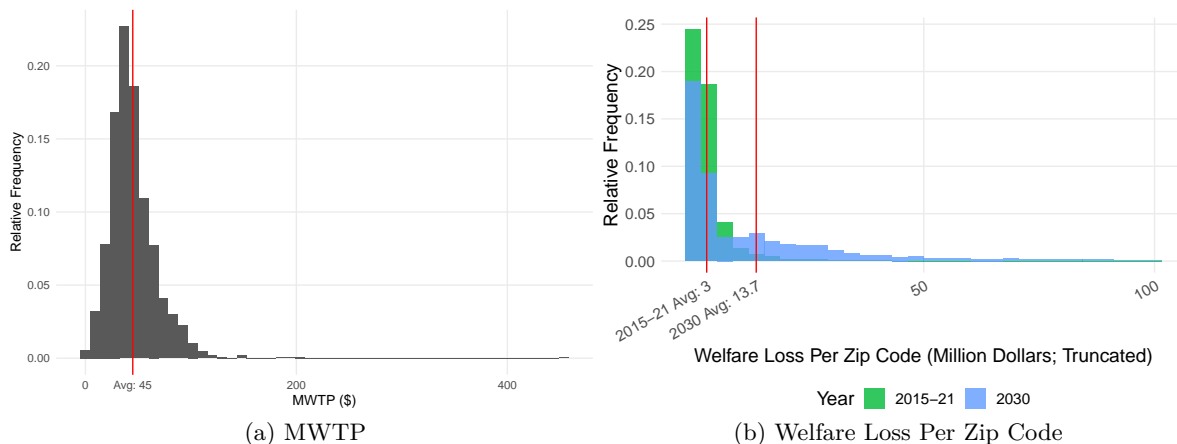 Relative Frequency
0.20
0.15
0.10
0.05
0.00
0
Avg: 45
200
400
MWTP ($)
(a) MWTP
Relative Frequency
0.25
0.20
0.15
0.10
0.05
0.00
2015−21 Avg: 3
2030 Avg: 13.7
50
100
Welfare Loss Per Zip Code (Million Dollars; Truncated)
Year 2015−21 2030
(b) Welfare Loss Per Zip Code